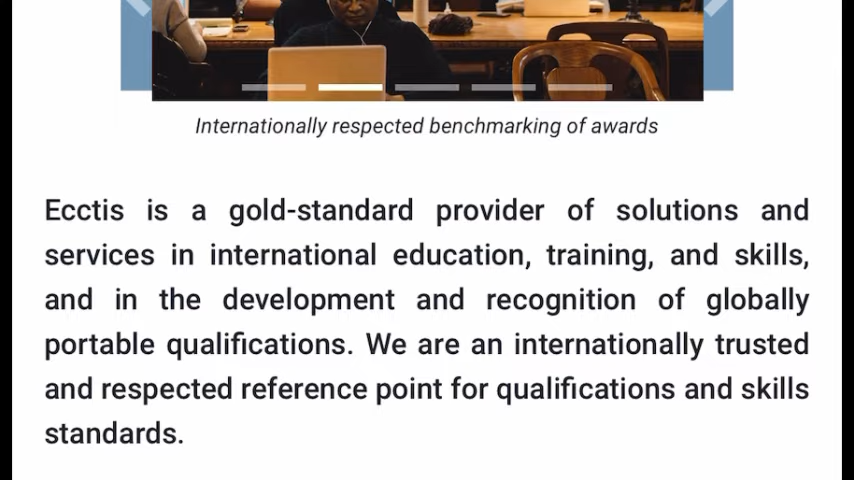 Internationally respected benchmarking of awards
Ecctis is a gold-standard provider of solutions and
services in international education, training, and skills,
and in the development and recognition of globally
portable qualifications. We are an internationally trusted
and respected reference point for qualifications and skills
standards.